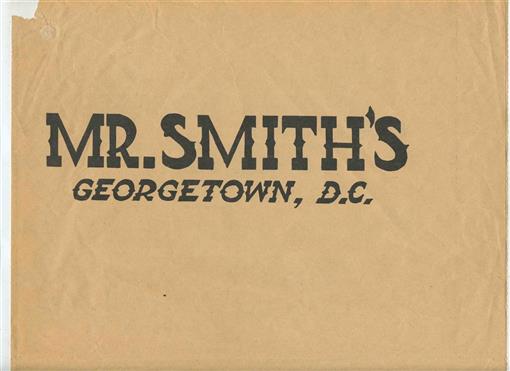 MR. SMITH'S
GEORGETOWN, D.C.